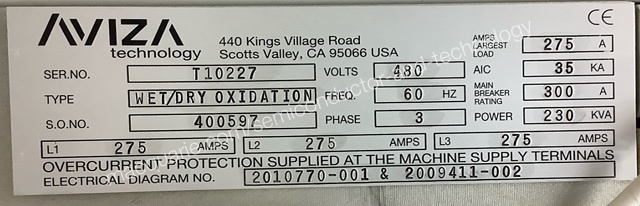 AVIZA
technology
440 Kings Village Road
Scotts Valley, CA 95066 USA
CE
SER.NO. T10227
TYPE WET/DRY OXIDATION
S.O.NO. 400597
VOLTS 480
FREQ. 60 HZ
PHASE 3
AMPS LARGEST LOAD 275 A
AIC 35 KA
MAIN BREAKER RATING 300 A
POWER 230 KVA
L1 275 AMPS L2 275 AMPS L3 275 AMPS
OVERCURRENT PROTECTION SUPPLIED AT THE MACHINE SUPPLY TERMINALS
ELECTRICAL DIAGRAM NO. 2010770-001 & 2009411-002